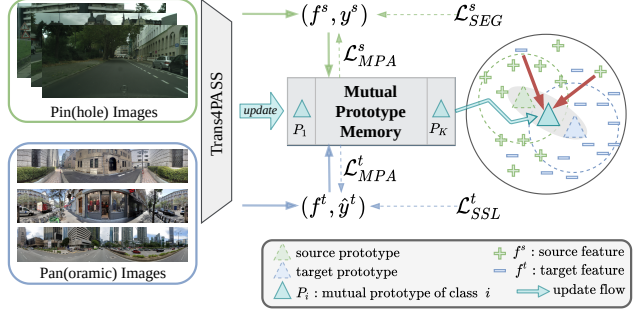 Pin(hole) Images
Pan(oramic) Images
Trans4PASS
(f^s, y^s)
𝓛^s_SEG
𝓛^s_MPA
update
P_1
Mutual
Prototype
Memory
P_K
𝓛^t_MPA
(f^t, ŷ^t)
𝓛^t_SSL
source prototype
target prototype
P_i : mutual prototype of class i
f^s : source feature
f^t : target feature
update flow